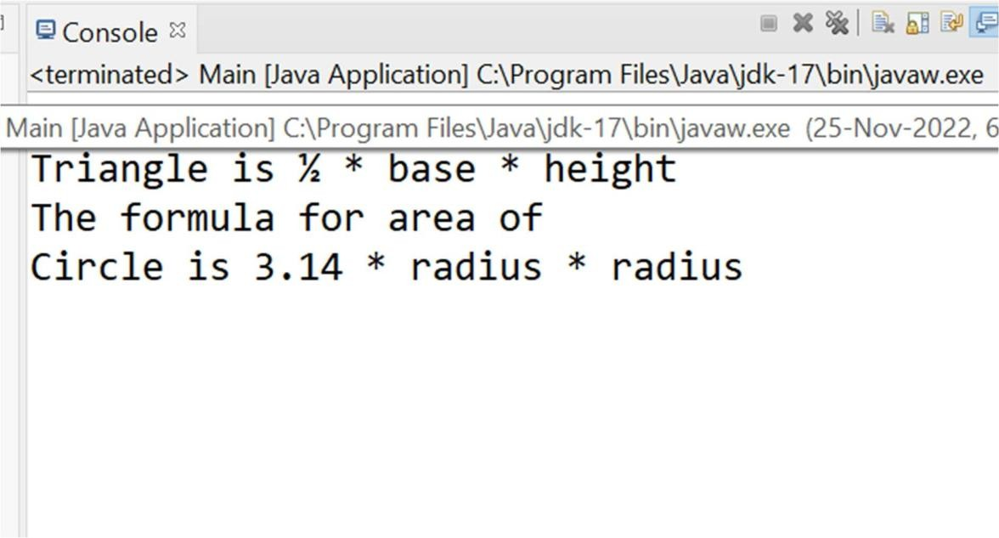 Console
<terminated> Main [Java Application] C:\Program Files\Java\jdk-17\bin\javaw.exe
Main [Java Application] C:\Program Files\Java\jdk-17\bin\javaw.exe (25-Nov-2022, 6
Triangle is ½ * base * height
The formula for area of
Circle is 3.14 * radius * radius